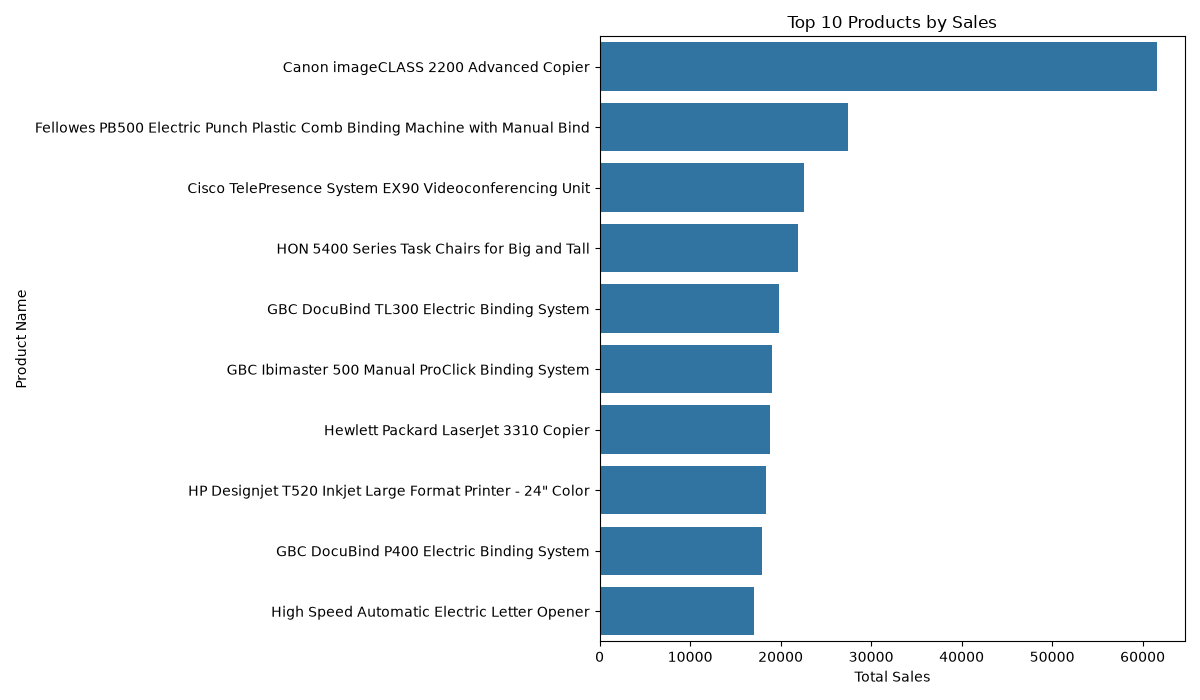 Top 10 Products by Sales
Canon imageCLASS 2200 Advanced Copier
Fellowes PB500 Electric Punch Plastic Comb Binding Machine with Manual Bind
Cisco TelePresence System EX90 Videoconferencing Unit
HON 5400 Series Task Chairs for Big and Tall
GBC DocuBind TL300 Electric Binding System
GBC Ibimaster 500 Manual ProClick Binding System
Hewlett Packard LaserJet 3310 Copier
HP Designjet T520 Inkjet Large Format Printer - 24" Color
GBC DocuBind P400 Electric Binding System
High Speed Automatic Electric Letter Opener
Product Name
0 10000 20000 30000 40000 50000 60000
Total Sales